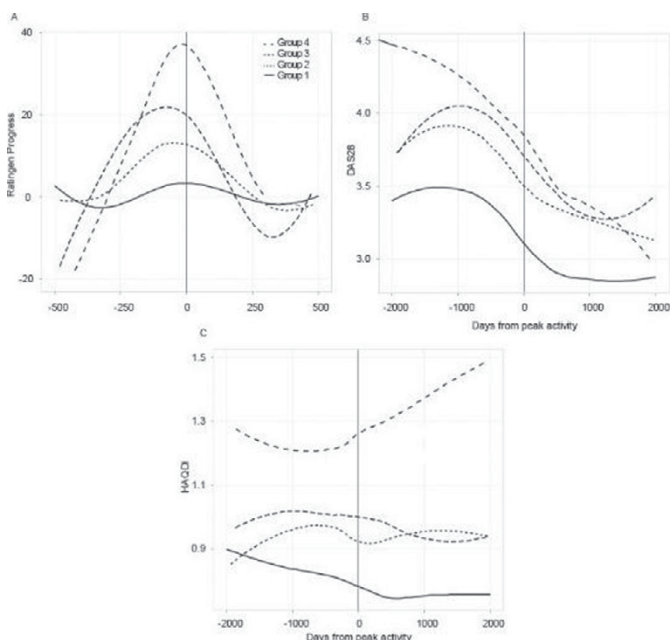 A
40
20
0
-20
Ratingen Progress
Group 4
Group 3
Group 2
Group 1
-500
-250
0
250
500
B
4.5
4.0
3.5
3.0
DAS28
-2000
-1000
0
1000
2000
Days from peak activity
C
1.5
1.3
1.1
0.9
HAQDI
-2000
-1000
0
1000
2000
Days from peak activity